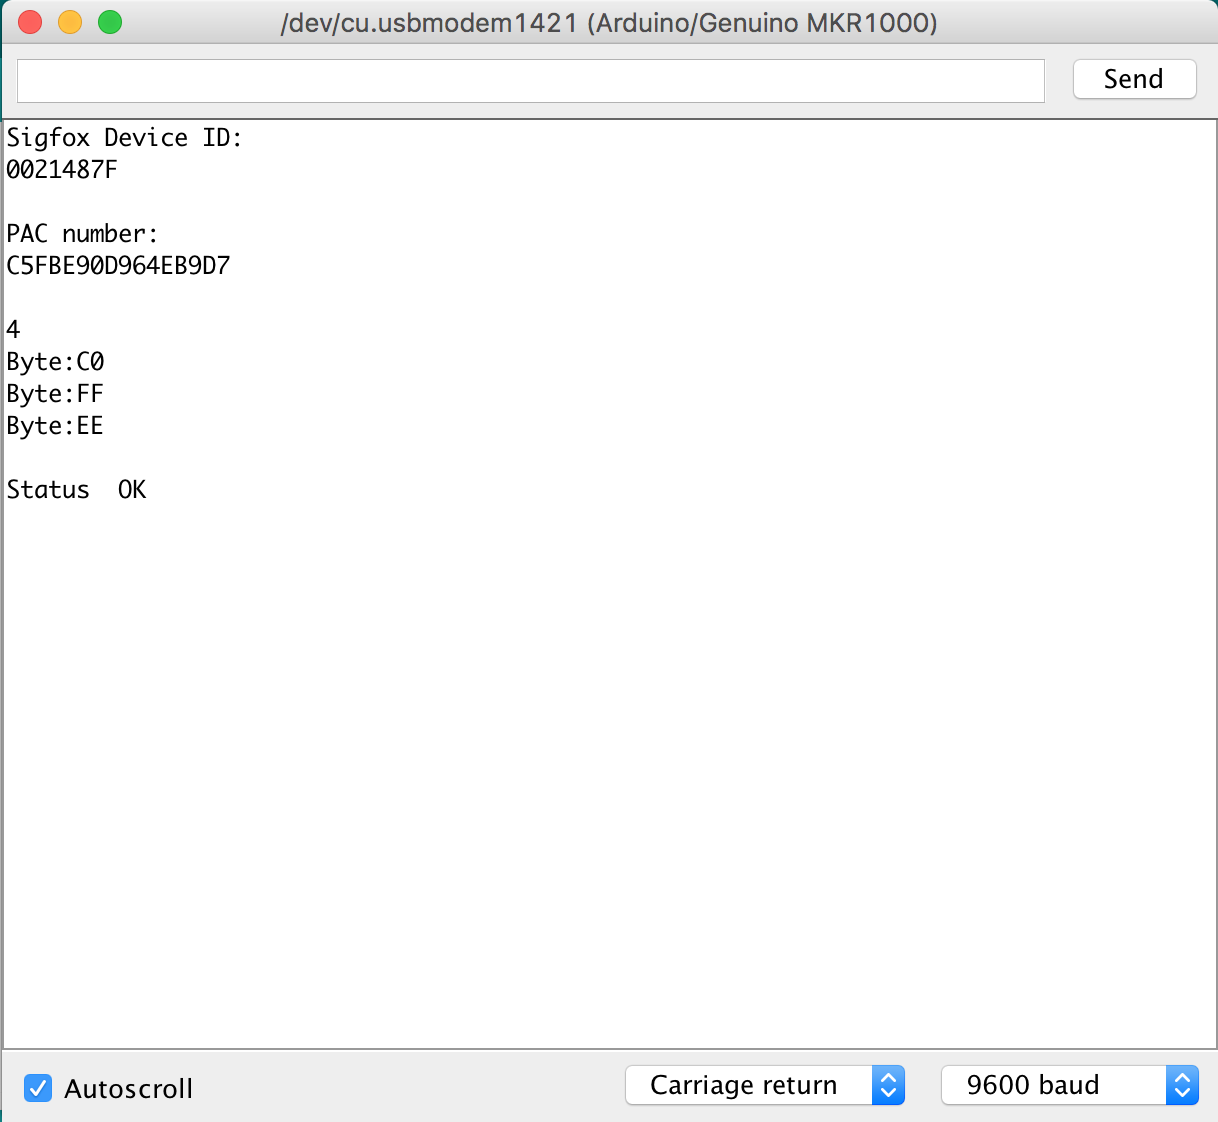 /dev/cu.usbmodem1421 (Arduino/Genuino MKR1000)
Send
Sigfox Device ID:
0021487F
PAC number:
C5FBE90D964EB9D7
4
Byte:C0
Byte:FF
Byte:EE
Status  OK
Autoscroll
Carriage return
9600 baud